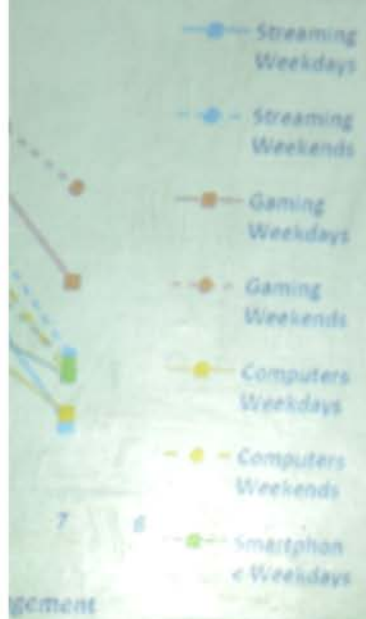 Streaming
Weekdays
Streaming
Weekends
Gaming
Weekdays
Gaming
Weekends
Computers
Weekdays
Computers
Weekends
7
8
Smartphon
e Weekdays
gement